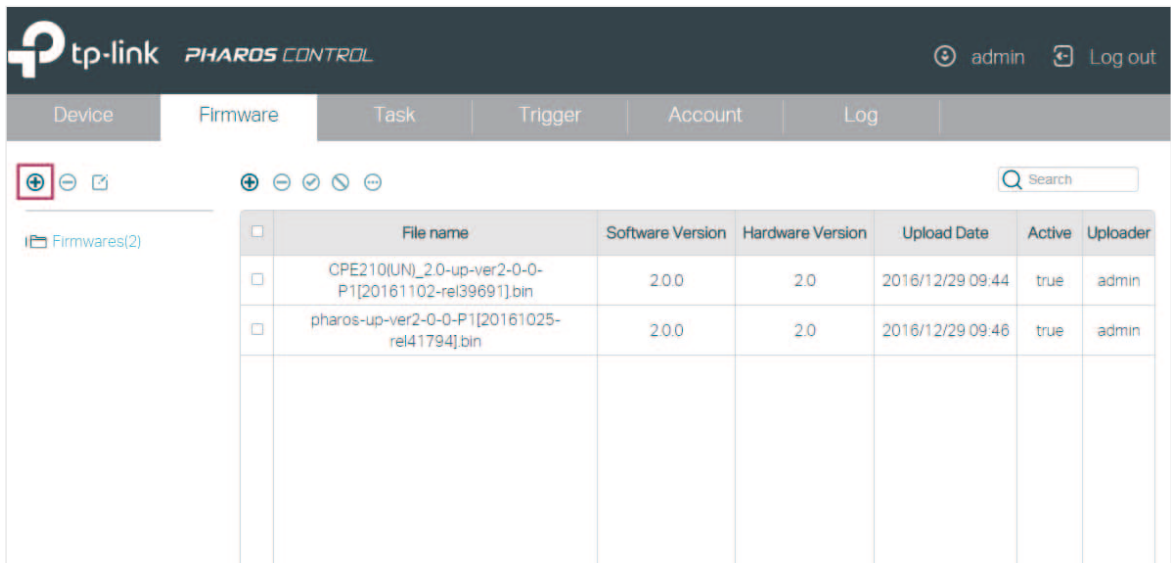 tp-link PHAROS CONTROL
admin Log out
Device Firmware Task Trigger Account Log
Search
Firmwares(2)
File name Software Version Hardware Version Upload Date Active Uploader
CPE210(UN)_2.0-up-ver2-0-0-
P1[20161102-rel39691].bin 2.0.0 2.0 2016/12/29 09:44 true admin
pharos-up-ver2-0-0-P1[20161025-
rel41794].bin 2.0.0 2.0 2016/12/29 09:46 true admin